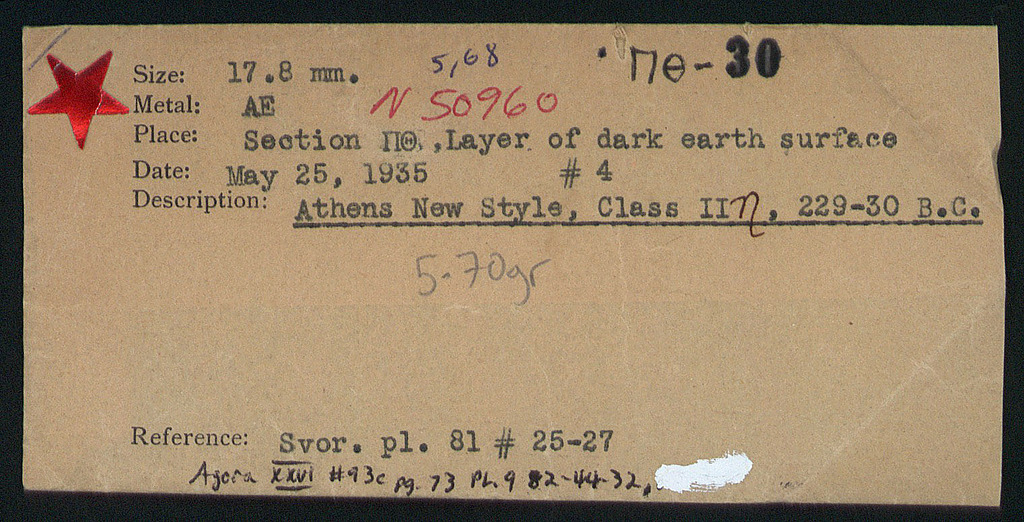 5,68 · Πθ-30
Size: 17.8 mm.
Metal: AE N 50960
Place: Section ΠΘ ,Layer of dark earth surface
Date: May 25, 1935 # 4
Description: Athens New Style, Class IIη, 229-30 B.C.
5.70gr
Reference: Svor. pl. 81 # 25-27
Agora XXVI #93c pg. 73 PL. 9 82-44-32,